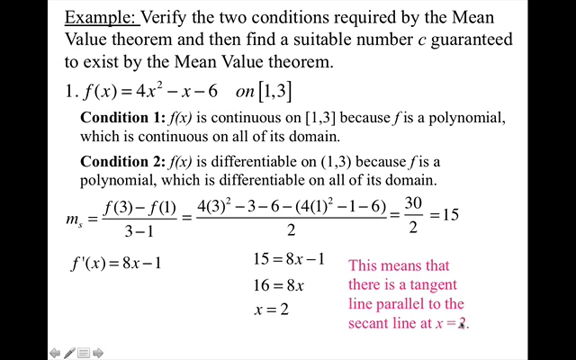 Example: Verify the two conditions required by the Mean
Value theorem and then find a suitable number c guaranteed
to exist by the Mean Value theorem.
1. f(x) = 4x² − x − 6 on [1,3]
Condition 1: f(x) is continuous on [1,3] because f is a polynomial,
which is continuous on all of its domain.
Condition 2: f(x) is differentiable on (1,3) because f is a
polynomial, which is differentiable on all of its domain.
mₛ = (f(3) − f(1))/(3 − 1) = (4(3)² − 3 − 6 − (4(1)² − 1 − 6))/2 = 30/2 = 15
f '(x) = 8x − 1
15 = 8x − 1
16 = 8x
x = 2
This means that
there is a tangent
line parallel to the
secant line at x = 2.